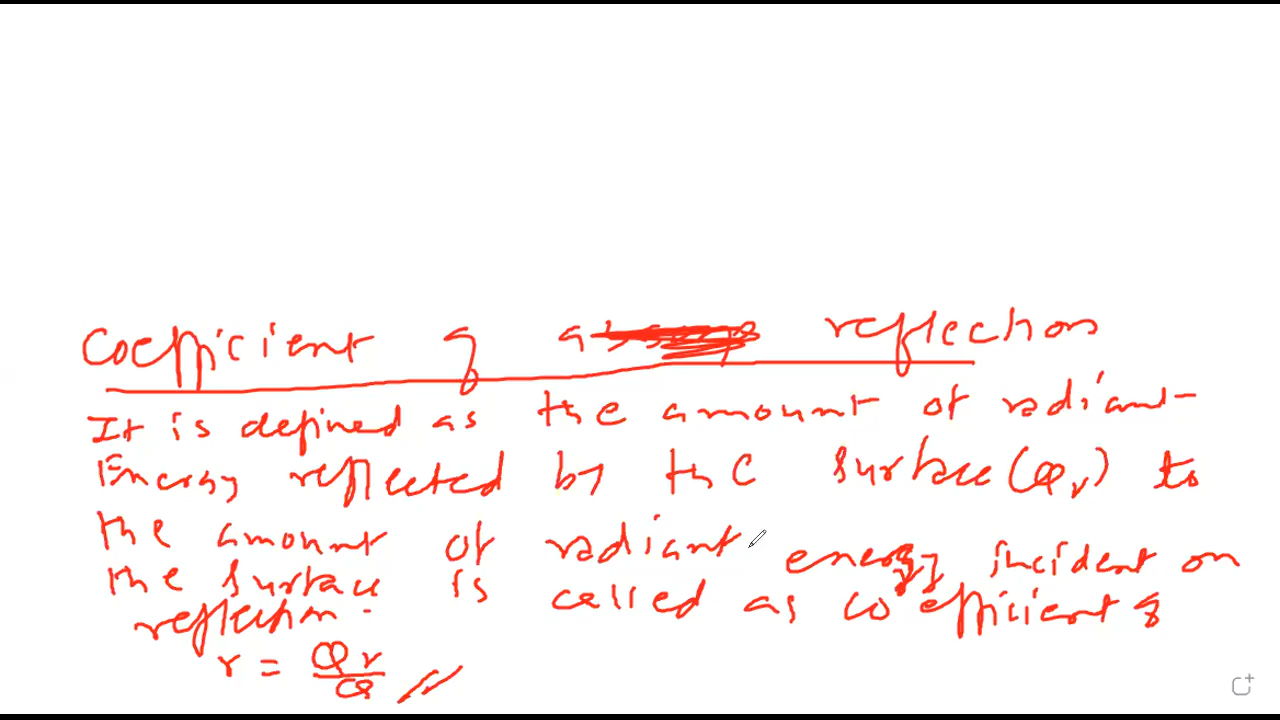 Coefficient of reflection
It is defined as the amount of radiant
Energy reflected by the surface (Qr) to
the amount of radiant energy incident on
the surface is called as coefficient of
reflection.
r = Qr/Q